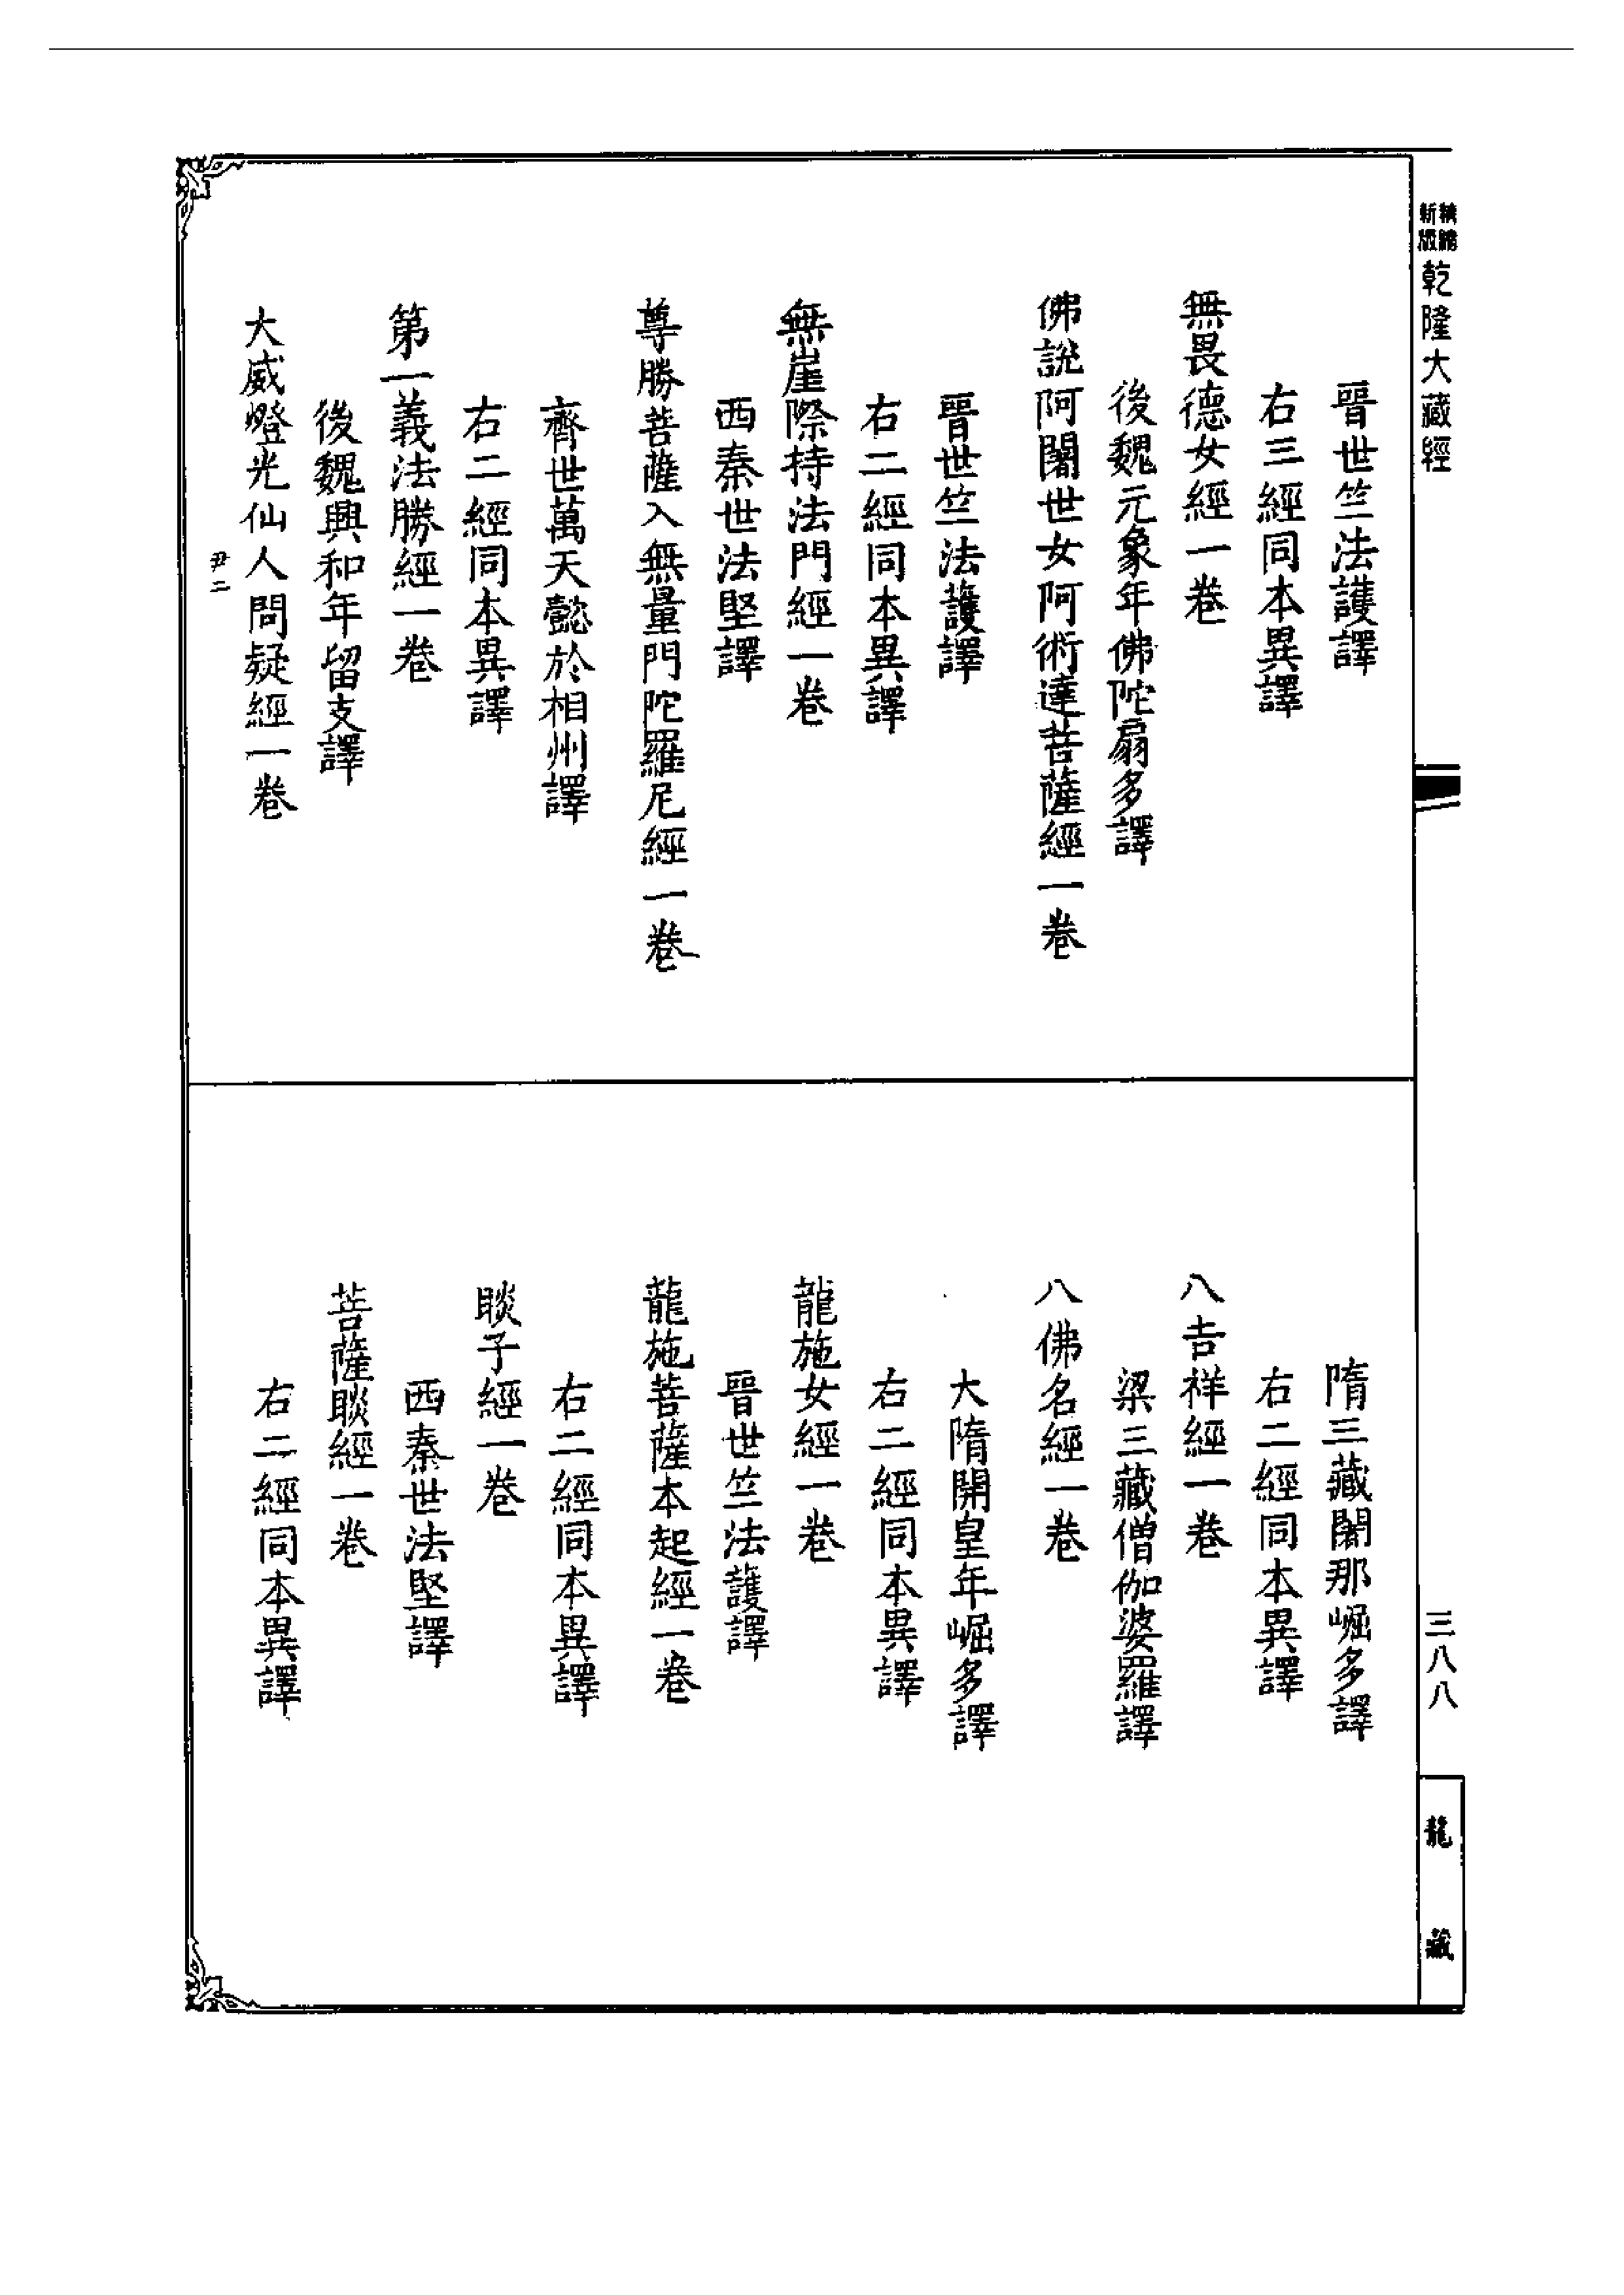 精縮新版乾隆大藏經
三八八
龍藏
晉世竺法護譯
右三經同本異譯
無畏德女經一卷
後魏元象年佛陀扇多譯
佛說阿闍世女阿術達菩薩經一卷
晉世竺法護譯
右二經同本異譯
無崖際持法門經一卷
西秦世法堅譯
尊勝菩薩入無量門陀羅尼經一卷
齊世萬天懿於相州譯
右二經同本異譯
第一義法勝經一卷
後魏興和年留支譯
大威燈光仙人問疑經一卷
尹二
隋三藏闍那崛多譯
右二經同本異譯
八吉祥經一卷
梁三藏僧伽婆羅譯
八佛名經一卷
大隋開皇年崛多譯
右二經同本異譯
龍施女經一卷
晉世竺法護譯
龍施菩薩本起經一卷
右二經同本異譯
睒子經一卷
西秦世法堅譯
菩薩睒經一卷
右二經同本異譯